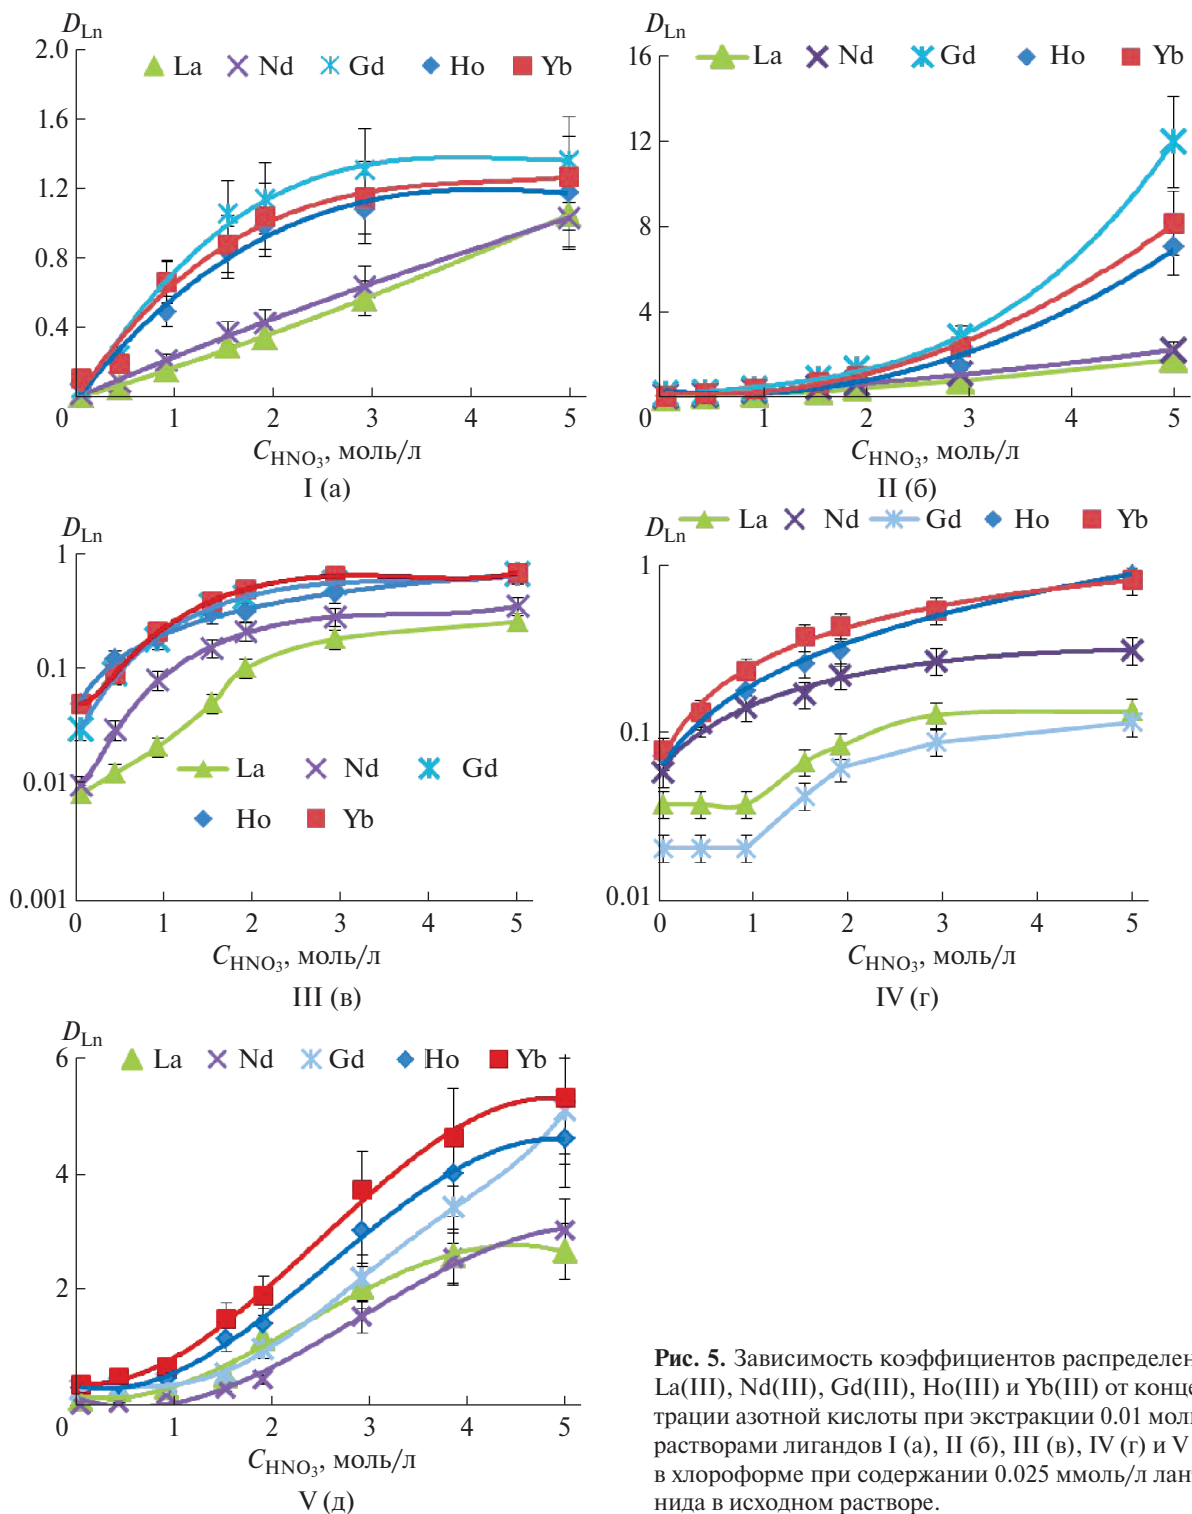 D_Ln
2.0
La Nd Gd Ho Yb
1.6
1.2
0.8
0.4
0 1 2 3 4 5
C_HNO₃, моль/л
I (а)
D_Ln
16
La Nd Gd Ho Yb
12
8
4
0 1 2 3 4 5
C_HNO₃, моль/л
II (б)
D_Ln
1
0.1
0.01
La Nd Gd
Ho Yb
0.001
0 1 2 3 4 5
C_HNO₃, моль/л
III (в)
D_Ln
La Nd Gd Ho Yb
1
0.1
0.01
0 1 2 3 4 5
C_HNO₃, моль/л
IV (г)
D_Ln
6
La Nd Gd Ho Yb
4
2
0 1 2 3 4 5
C_HNO₃, моль/л
V (д)
Рис. 5. Зависимость коэффициентов распределен
La(III), Nd(III), Gd(III), Ho(III) и Yb(III) от конце
трации азотной кислоты при экстракции 0.01 моль
растворами лигандов I (а), II (б), III (в), IV (г) и V
в хлороформе при содержании 0.025 ммоль/л лан
нида в исходном растворе.